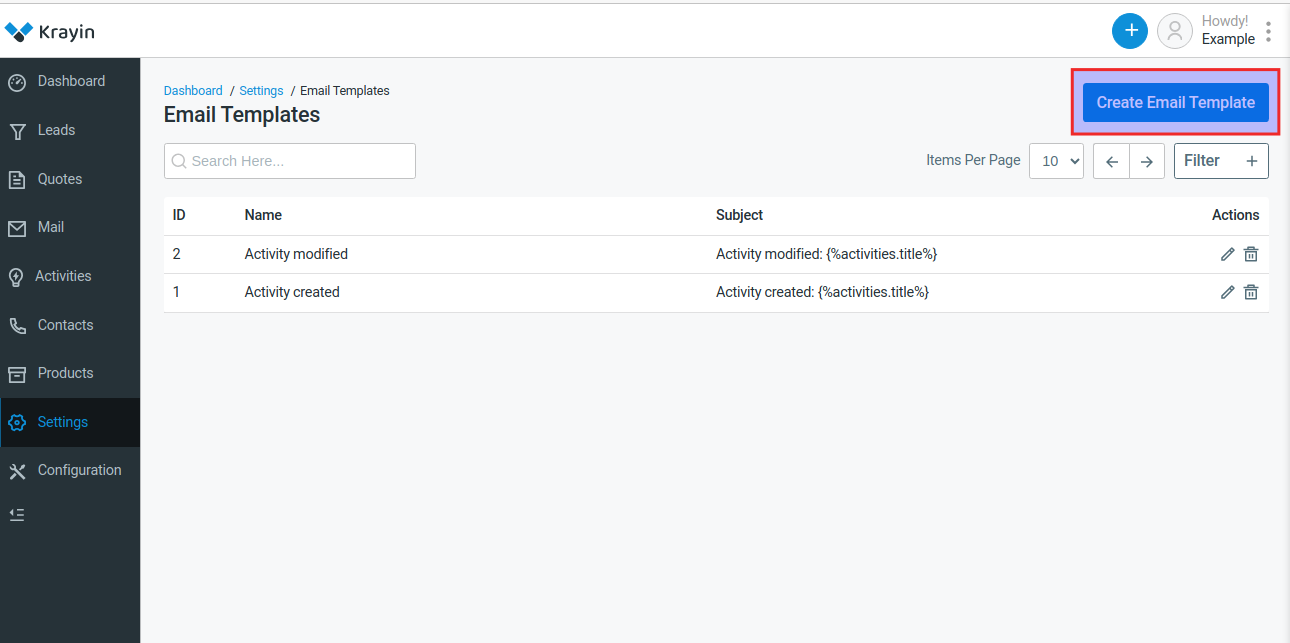 Krayin
+
Howdy!
Example
Dashboard
Leads
Quotes
Mail
Activities
Contacts
Products
Settings
Configuration
Dashboard / Settings / Email Templates
Email Templates
Create Email Template
Search Here...
Items Per Page
10
Filter +
ID Name Subject Actions
2 Activity modified Activity modified: {%activities.title%}
1 Activity created Activity created: {%activities.title%}